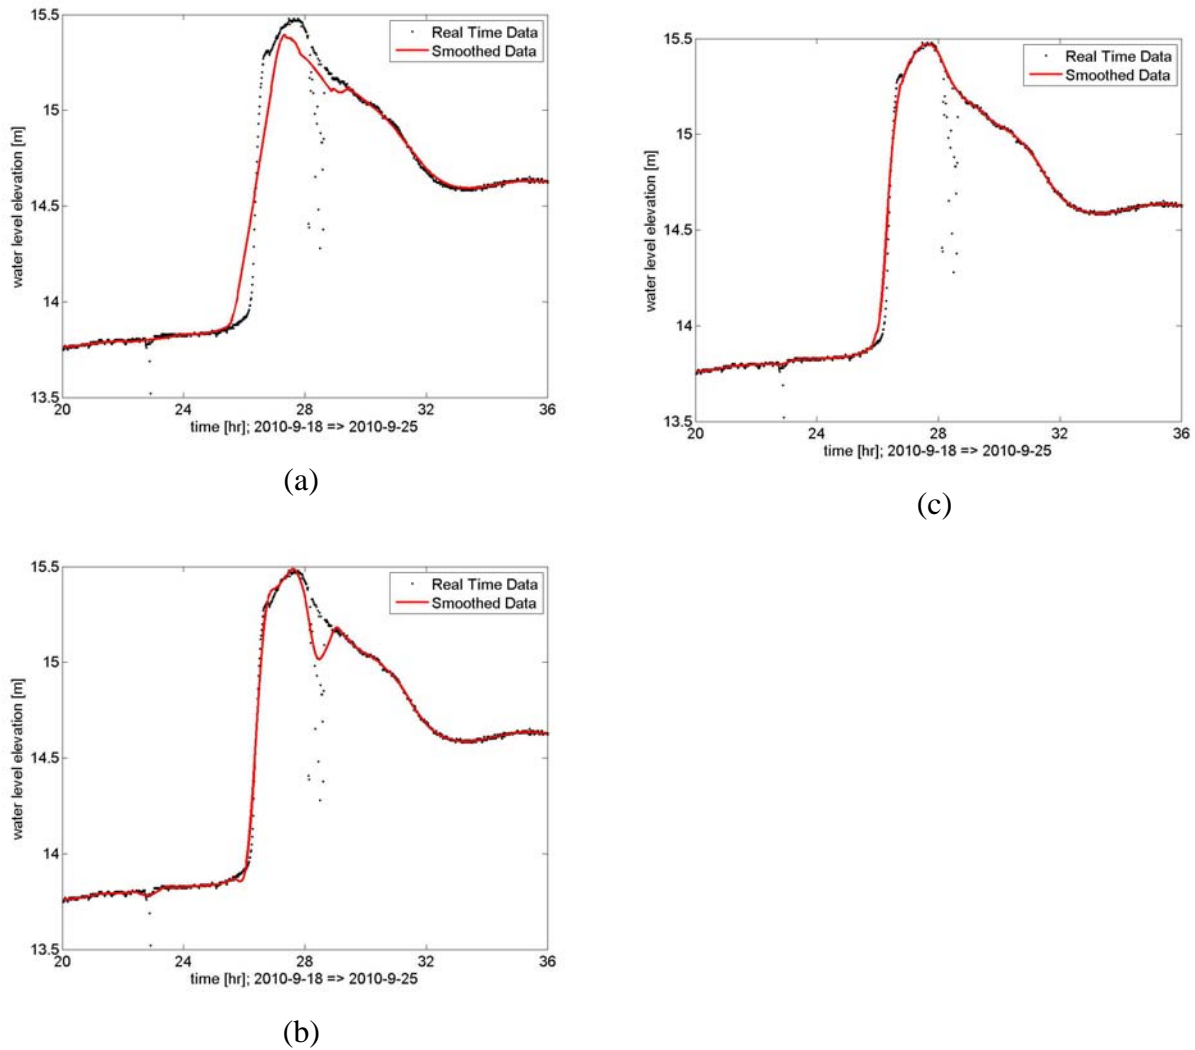 15.5
15
14.5
14
13.5
water level elevation [m]
Real Time Data
Smoothed Data
20 24 28 32 36
time [hr]; 2010-9-18 => 2010-9-25
(a)
15.5
15
14.5
14
13.5
water level elevation [m]
Real Time Data
Smoothed Data
20 24 28 32 36
time [hr]; 2010-9-18 => 2010-9-25
(c)
15.5
15
14.5
14
13.5
water level elevation [m]
Real Time Data
Smoothed Data
20 24 28 32 36
time [hr]; 2010-9-18 => 2010-9-25
(b)